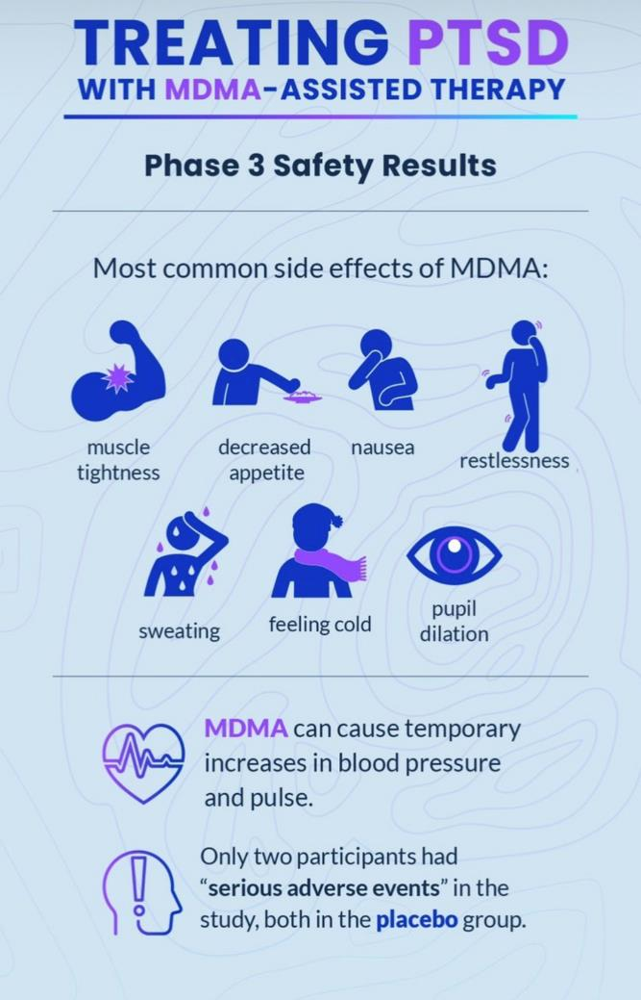 TREATING PTSD
WITH MDMA-ASSISTED THERAPY
Phase 3 Safety Results
Most common side effects of MDMA:
muscle
tightness
decreased
appetite
nausea
restlessness
sweating
feeling cold
pupil
dilation
MDMA can cause temporary
increases in blood pressure
and pulse.
Only two participants had
“serious adverse events” in the
study, both in the placebo group.